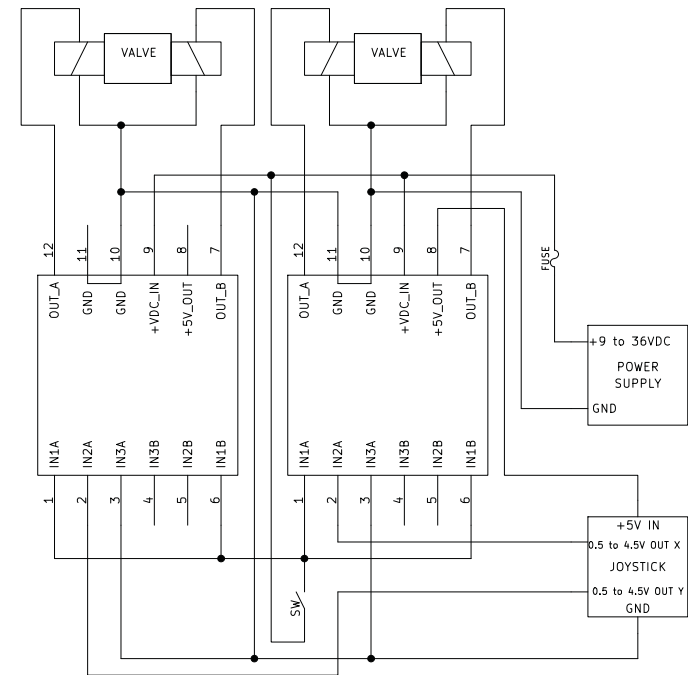 VALVE
VALVE
12
11
10
9
8
7
12
11
10
9
8
7
OUT_A
GND
GND
+VDC_IN
+5V_OUT
OUT_B
OUT_A
GND
GND
+VDC_IN
+5V_OUT
OUT_B
FUSE
+9 to 36VDC
POWER
SUPPLY
GND
IN1A
IN2A
IN3A
IN3B
IN2B
IN1B
IN1A
IN2A
IN3A
IN3B
IN2B
IN1B
1
2
3
4
5
6
1
2
3
4
5
6
SW
+5V IN
0.5 to 4.5V OUT X
JOYSTICK
0.5 to 4.5V OUT Y
GND